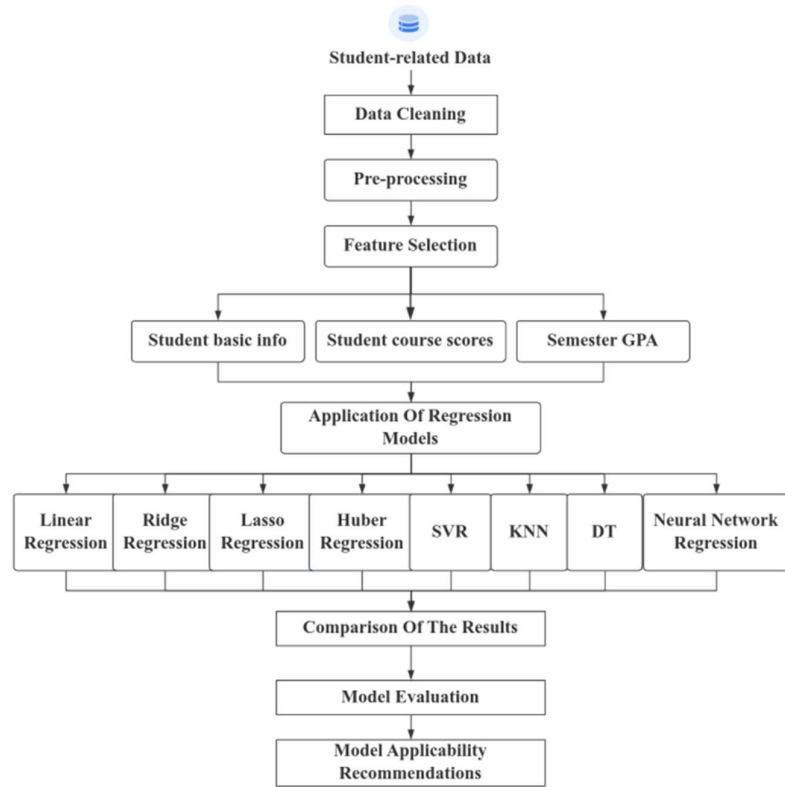 Student-related Data
Data Cleaning
Pre-processing
Feature Selection
Student basic info
Student course scores
Semester GPA
Application Of Regression
Models
Linear
Regression
Ridge
Regression
Lasso
Regression
Huber
Regression
SVR
KNN
DT
Neural Network
Regression
Comparison Of The Results
Model Evaluation
Model Applicability
Recommendations